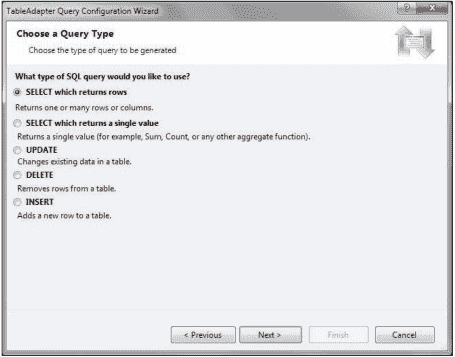 TableAdapter Query Configuration Wizard
Choose a Query Type
Choose the type of query to be generated
What type of SQL query would you like to use?
SELECT which returns rows
Returns one or many rows or columns.
SELECT which returns a single value
Returns a single value (for example, Sum, Count, or any other aggregate function).
UPDATE
Changes existing data in a table.
DELETE
Removes rows from a table.
INSERT
Adds a new row to a table.
< Previous
Next >
Finish
Cancel